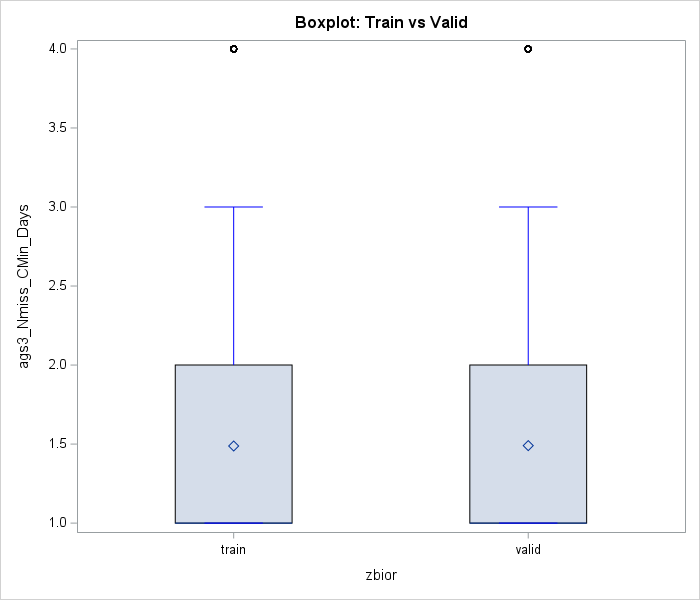 Boxplot: Train vs Valid
4.0
3.5
3.0
2.5
2.0
1.5
1.0
ags3_Nmiss_CMin_Days
train
valid
zbior